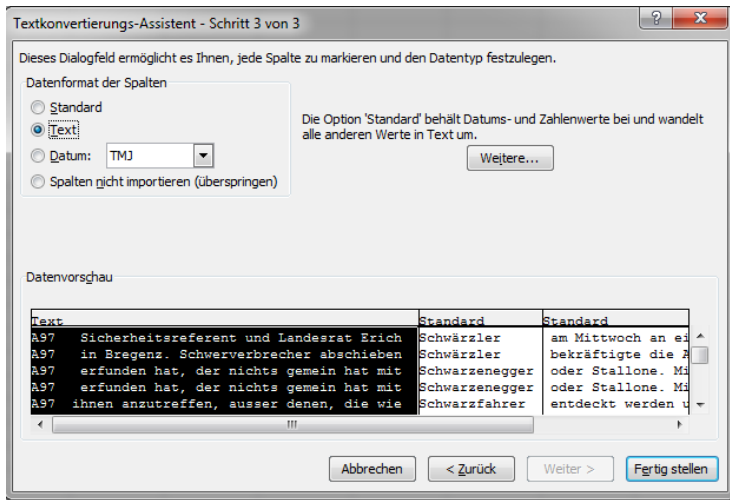 Textkonvertierungs-Assistent - Schritt 3 von 3
Dieses Dialogfeld ermöglicht es Ihnen, jede Spalte zu markieren und den Datentyp festzulegen.
Datenformat der Spalten
Standard
Text
Datum: TMJ
Spalten nicht importieren (überspringen)
Die Option 'Standard' behält Datums- und Zahlenwerte bei und wandelt
alle anderen Werte in Text um.
Weitere...
Datenvorschau
Text Standard Standard
A97 Sicherheitsreferent und Landesrat Erich Schwärzler am Mittwoch an ei
A97 in Bregenz. Schwerverbrecher abschieben Schwärzler bekräftigte die A
A97 erfunden hat, der nichts gemein hat mit Schwarzenegger oder Stallone. Mi
A97 erfunden hat, der nichts gemein hat mit Schwarzenegger oder Stallone. Mi
A97 ihnen anzutreffen, ausser denen, die wie Schwarzfahrer entdeckt werden u
Abbrechen < Zurück Weiter > Fertig stellen